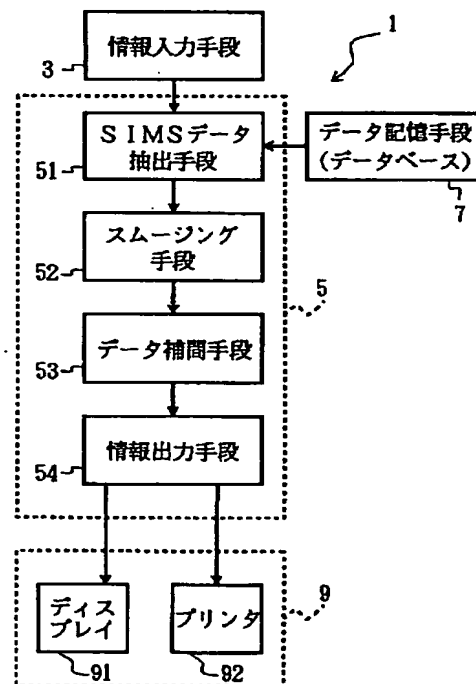 1
情報入力手段
3
SIMSデータ
抽出手段
51
データ記憶手段
(データベース)
7
スムージング
手段
52
5
データ補間手段
53
情報出力手段
54
ディス
プレイ
91
プリンタ
92
9